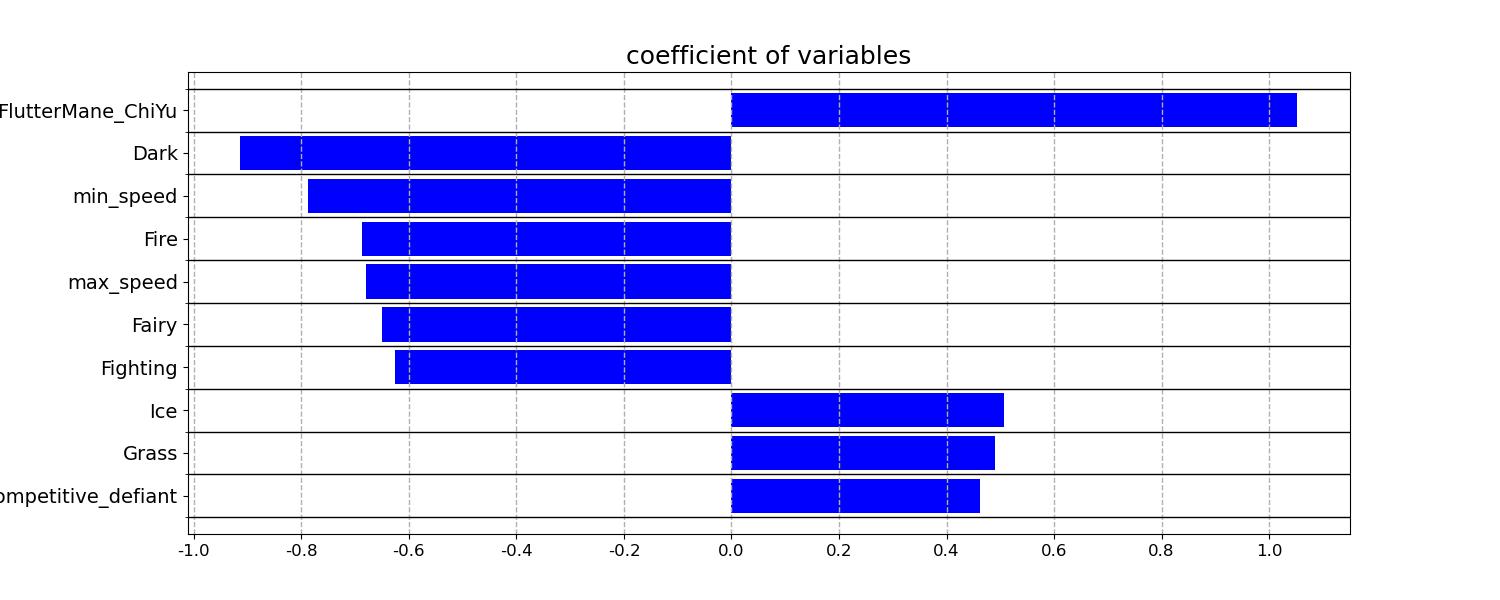 coefficient of variables
FlutterMane_ChiYu
Dark
min_speed
Fire
max_speed
Fairy
Fighting
Ice
Grass
ompetitive_defiant
-1.0 -0.8 -0.6 -0.4 -0.2 0.0 0.2 0.4 0.6 0.8 1.0